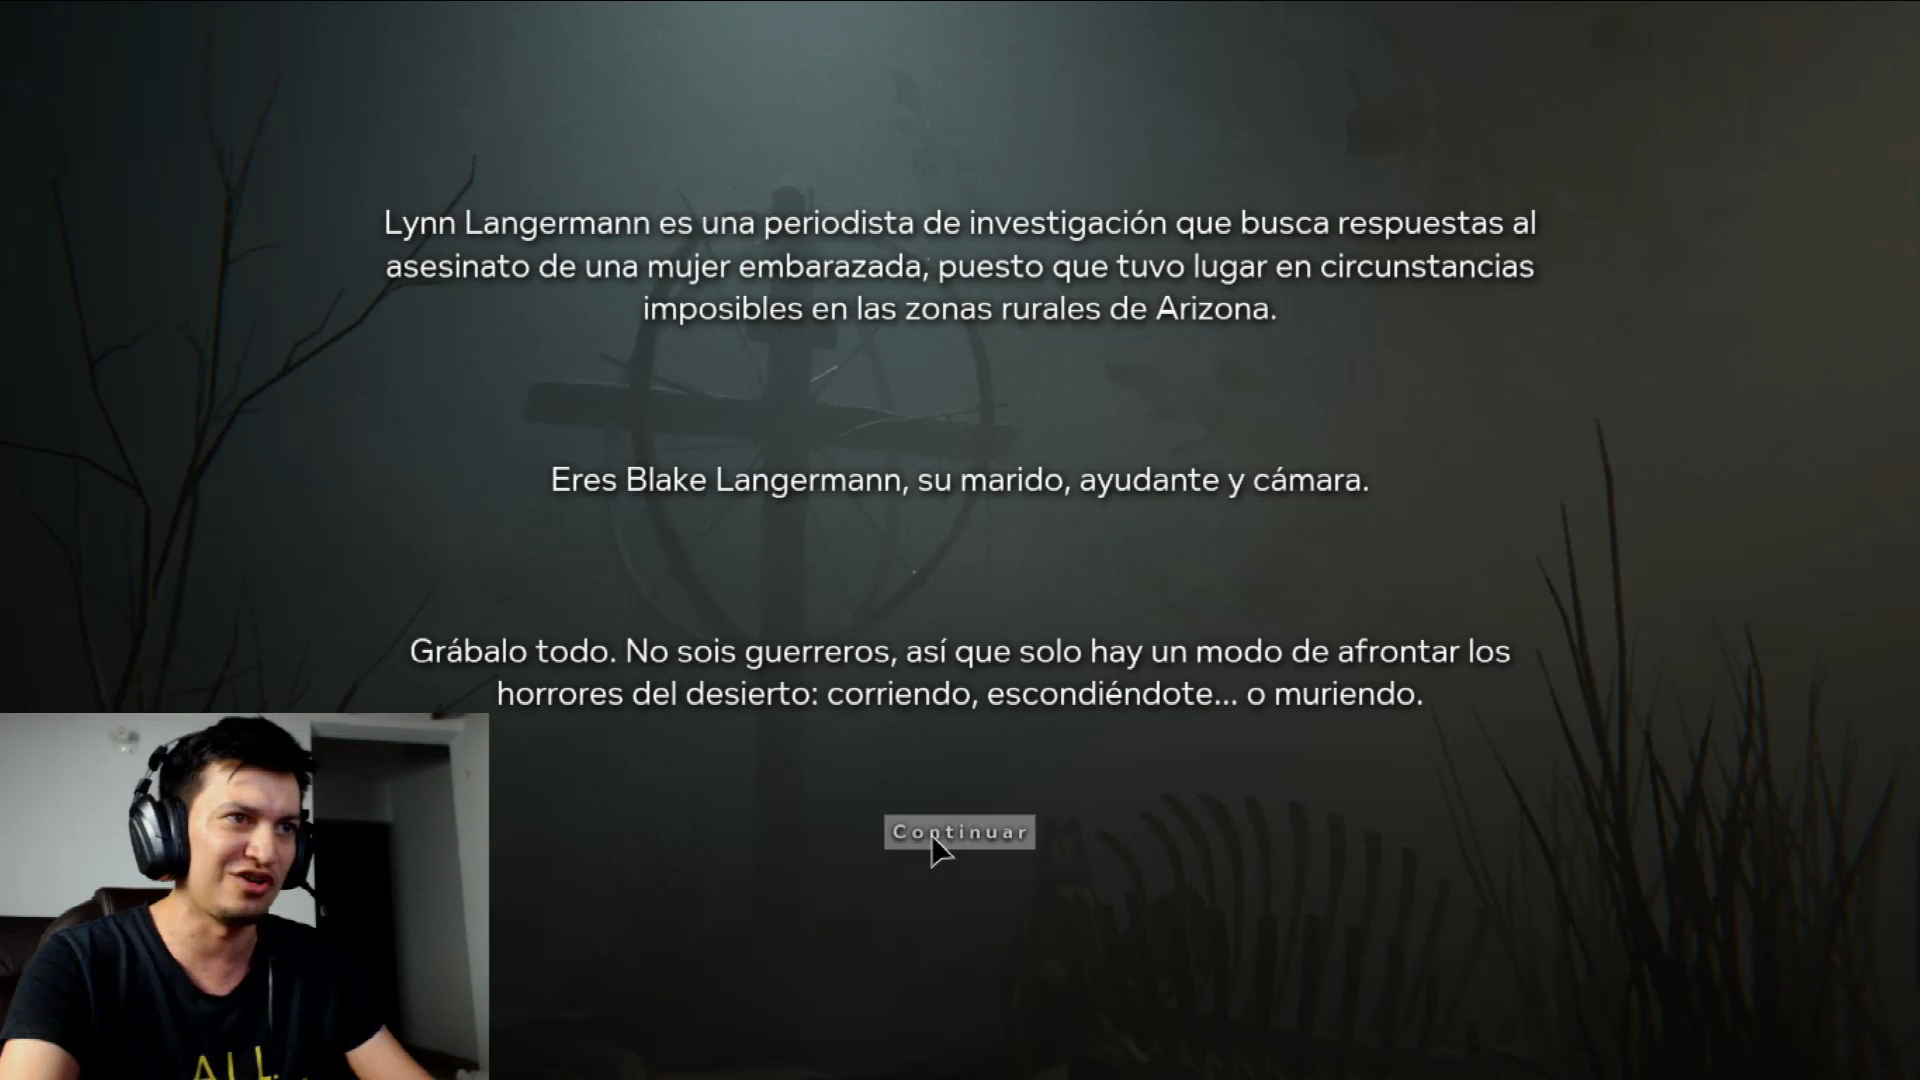 Lynn Langermann es una periodista de investigación que busca respuestas al
asesinato de una mujer embarazada, puesto que tuvo lugar en circunstancias
imposibles en las zonas rurales de Arizona.
Eres Blake Langermann, su marido, ayudante y cámara.
Grábalo todo. No sois guerreros, así que solo hay un modo de afrontar los
horrores del desierto: corriendo, escondiéndote... o muriendo.
Continuar
ALL